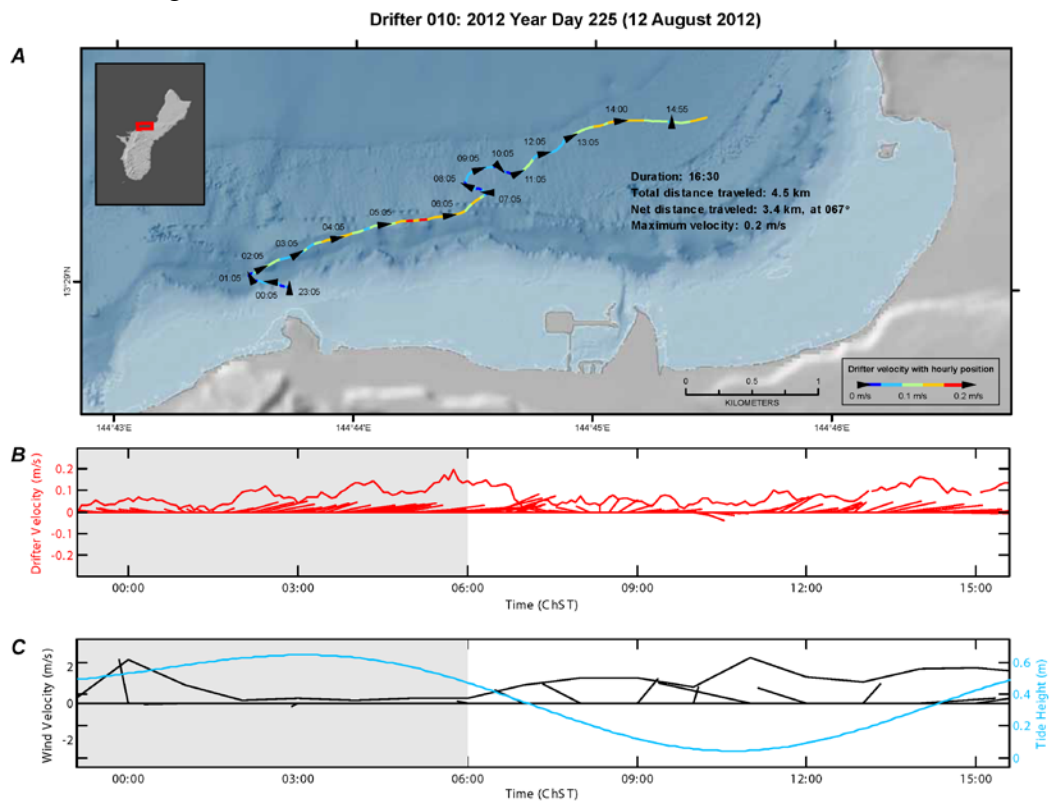 Drifter 010: 2012 Year Day 225 (12 August 2012)
A
14:00
14:55
12:05
13:05
09:05
10:05
11:05
08:05
07:05
06:05
05:05
04:05
03:05
02:05
01:05
00:05
23:05
Duration: 16:30
Total distance traveled: 4.5 km
Net distance traveled: 3.4 km, at 067°
Maximum velocity: 0.2 m/s
13°29'N
0 0.5 1
KILOMETERS
Drifter velocity with hourly position
0 m/s 0.1 m/s 0.2 m/s
144°43'E 144°44'E 144°45'E 144°46'E
B
Drifter Velocity (m/s)
0.2
0.1
0
-0.1
-0.2
00:00 03:00 06:00 09:00 12:00 15:00
Time (ChST)
C
Wind Velocity (m/s)
2
0
-2
0.6
0.4
0.2
0
Tide Height (m)
00:00 03:00 06:00 09:00 12:00 15:00
Time (ChST)